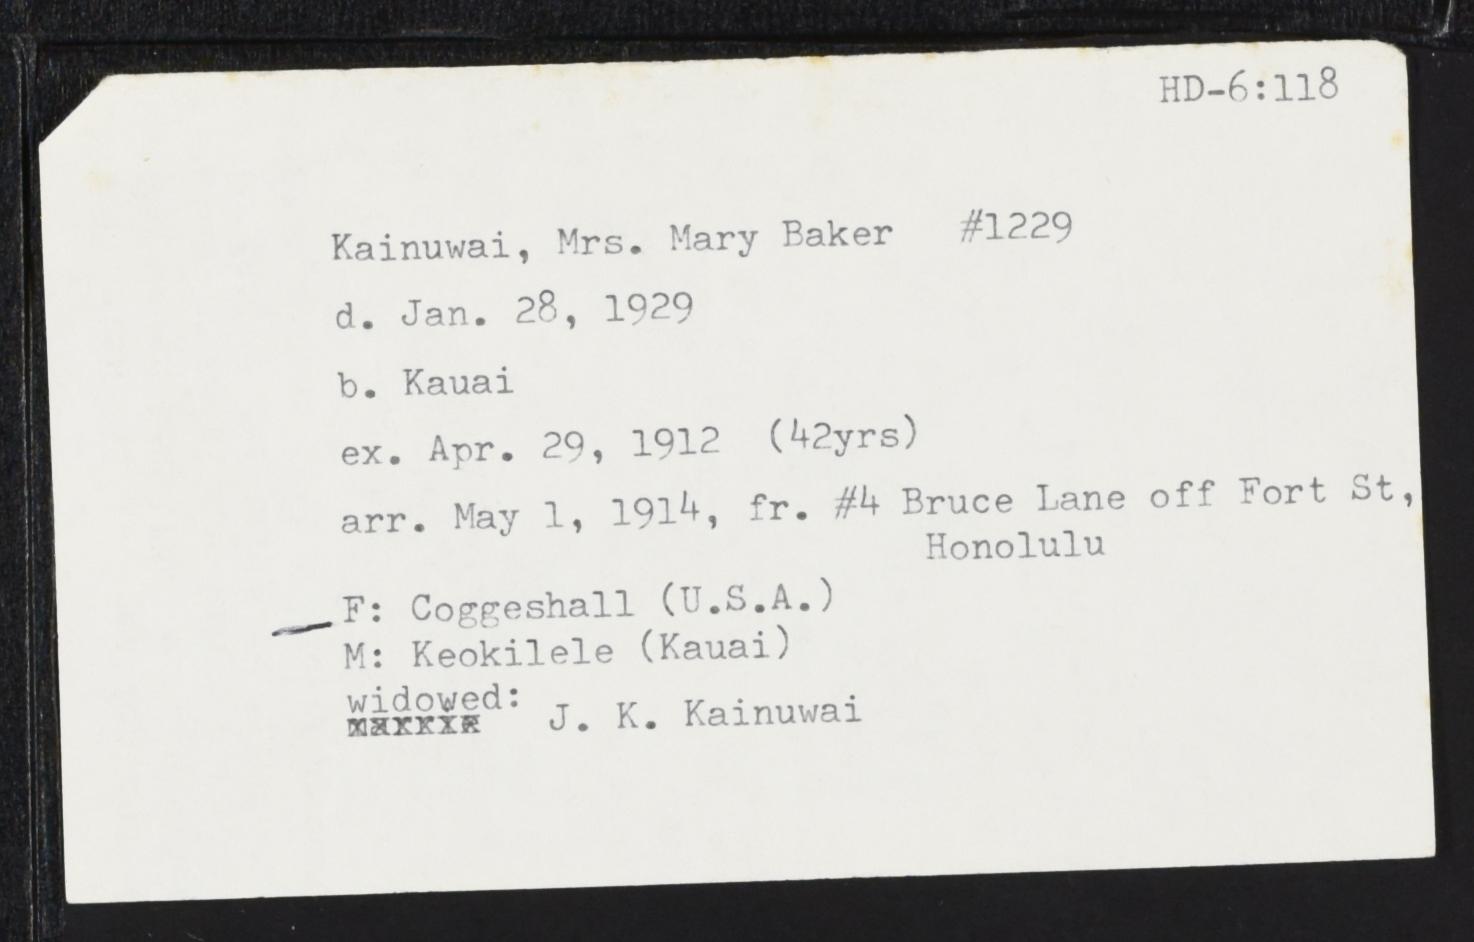 HD-6:118
Kainuwai, Mrs. Mary Baker #1229
d. Jan. 28, 1929
b. Kauai
ex. Apr. 29, 1912 (42yrs)
arr. May 1, 1914, fr. #4 Bruce Lane off Fort St,
Honolulu
F: Coggeshall (U.S.A.)
M: Keokilele (Kauai)
widowed:
J. K. Kainuwai